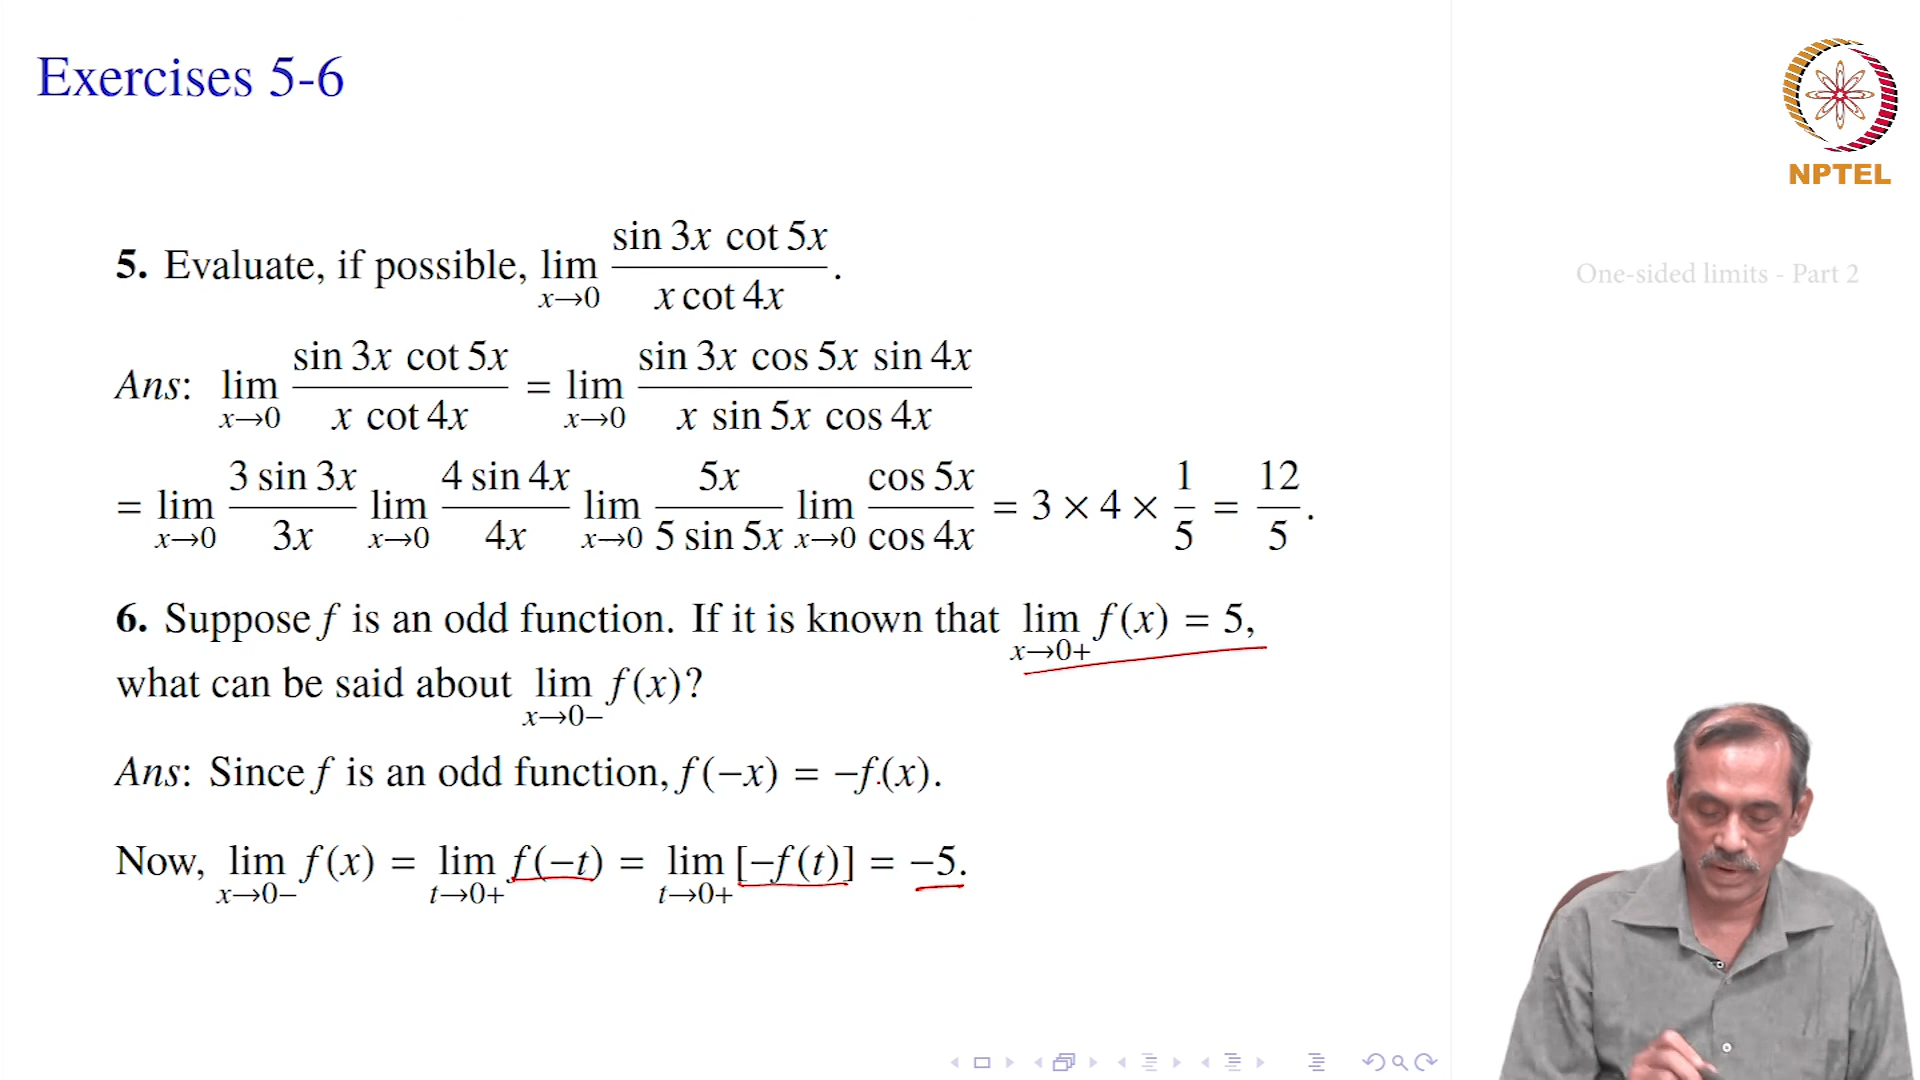 Exercises 5-6
NPTEL
One-sided limits - Part 2
5. Evaluate, if possible, lim_{x→0} (sin 3x cot 5x)/(x cot 4x).
Ans: lim_{x→0} (sin 3x cot 5x)/(x cot 4x) = lim_{x→0} (sin 3x cos 5x sin 4x)/(x sin 5x cos 4x)
= lim_{x→0} (3 sin 3x)/(3x) lim_{x→0} (4 sin 4x)/(4x) lim_{x→0} (5x)/(5 sin 5x) lim_{x→0} (cos 5x)/(cos 4x) = 3 × 4 × 1/5 = 12/5.
6. Suppose f is an odd function. If it is known that lim_{x→0+} f(x) = 5,
what can be said about lim_{x→0−} f(x)?
Ans: Since f is an odd function, f(−x) = −f(x).
Now, lim_{x→0−} f(x) = lim_{t→0+} f(−t) = lim_{t→0+} [−f(t)] = −5.